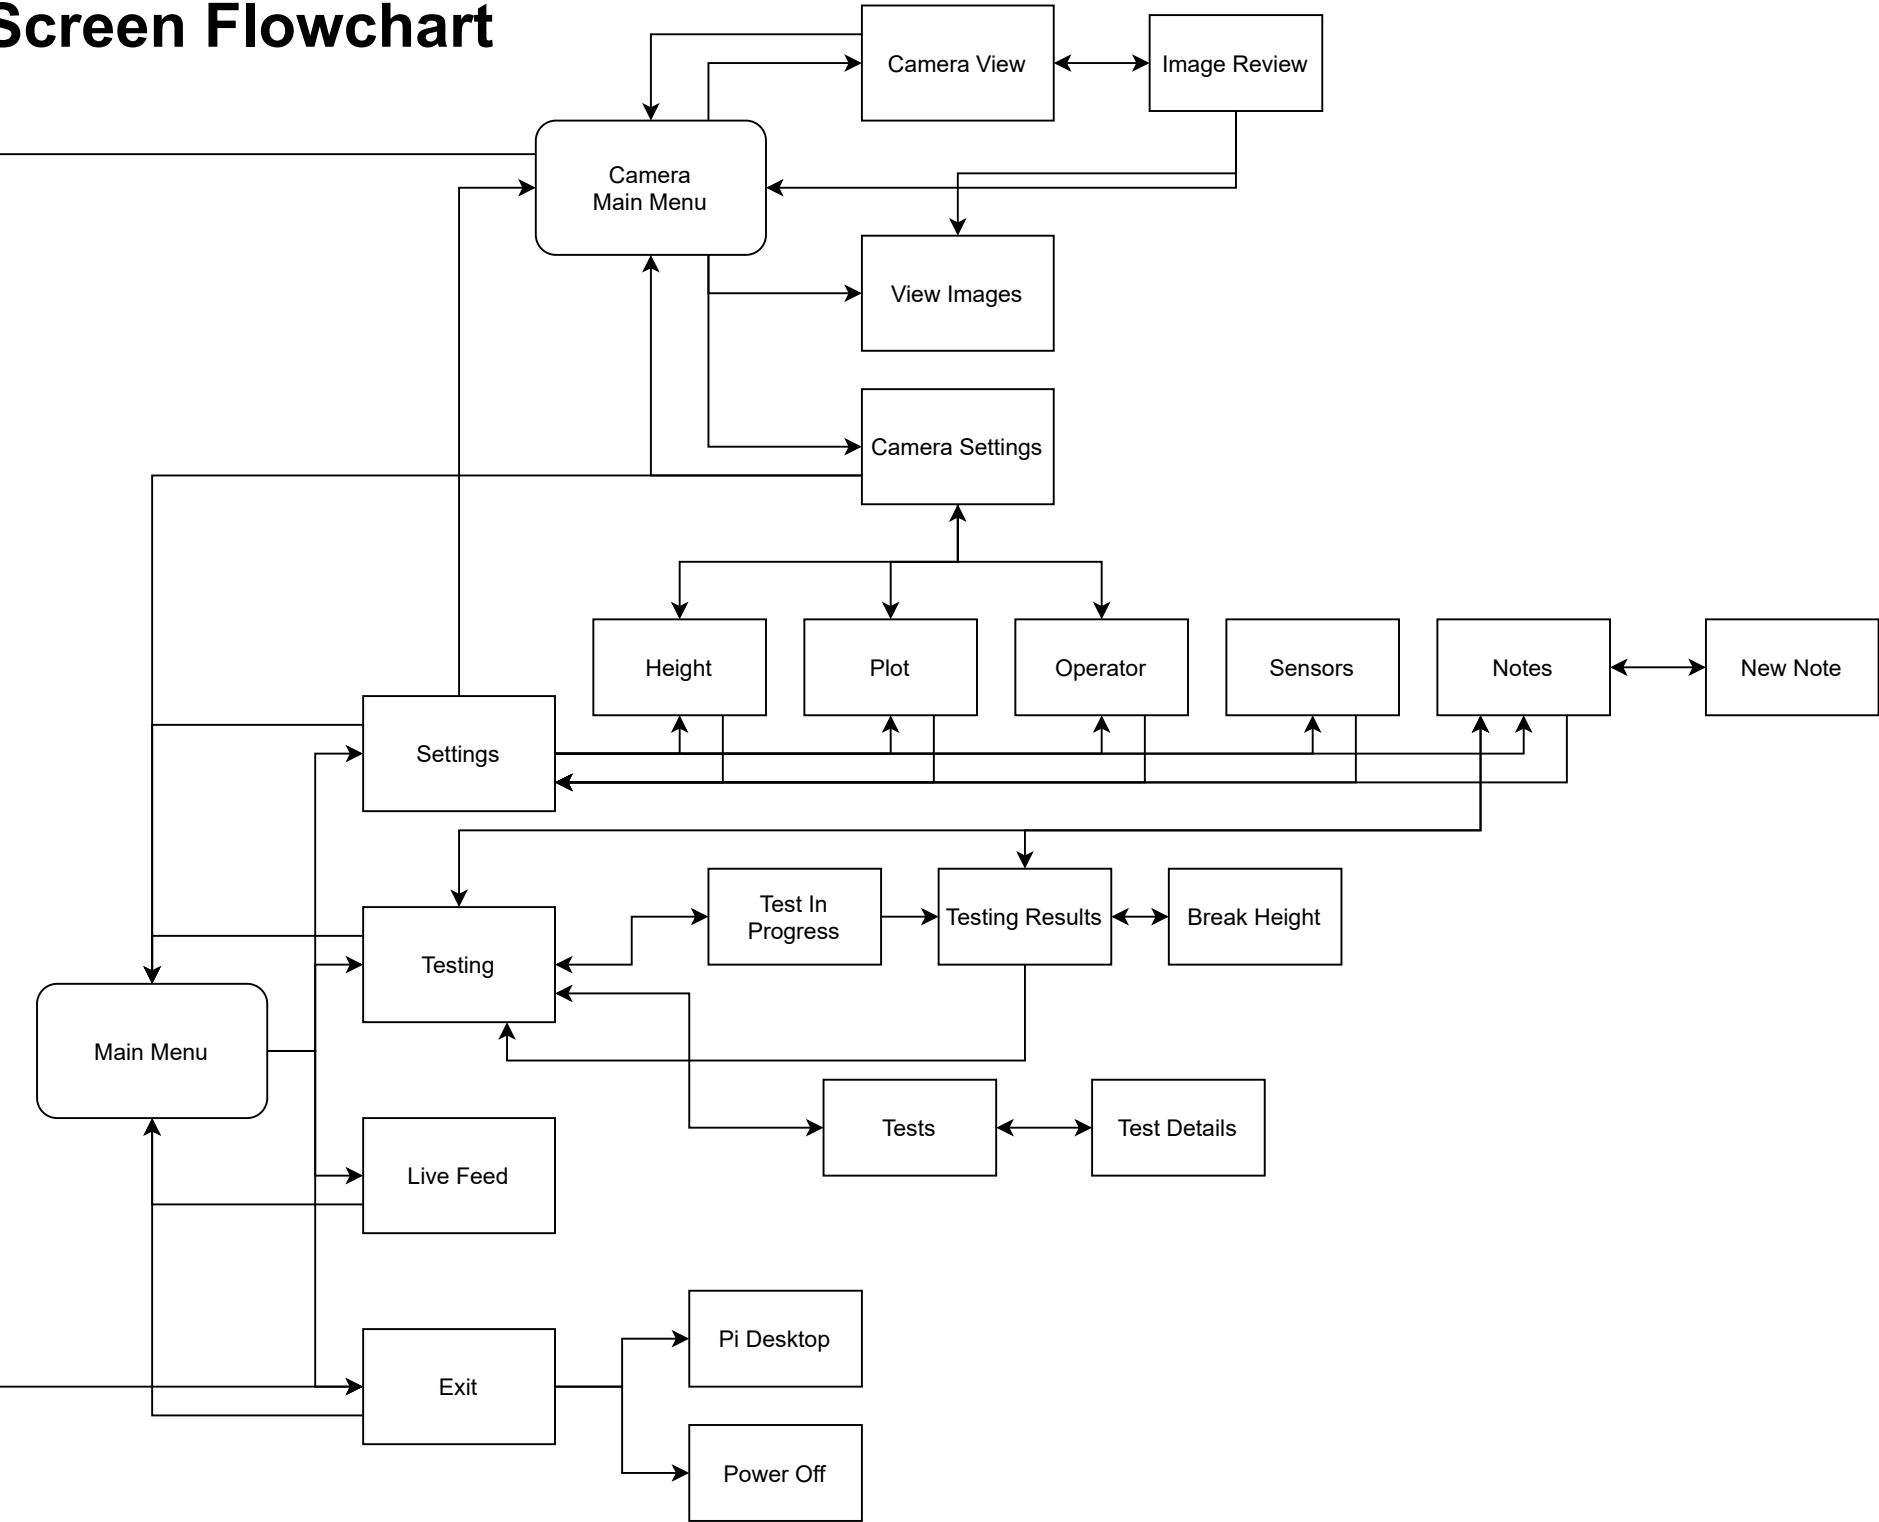 Screen Flowchart
Camera View
Image Review
Camera
Main Menu
View Images
Camera Settings
Height
Plot
Operator
Sensors
Notes
New Note
Settings
Test In
Progress
Testing Results
Break Height
Testing
Main Menu
Tests
Test Details
Live Feed
Pi Desktop
Exit
Power Off